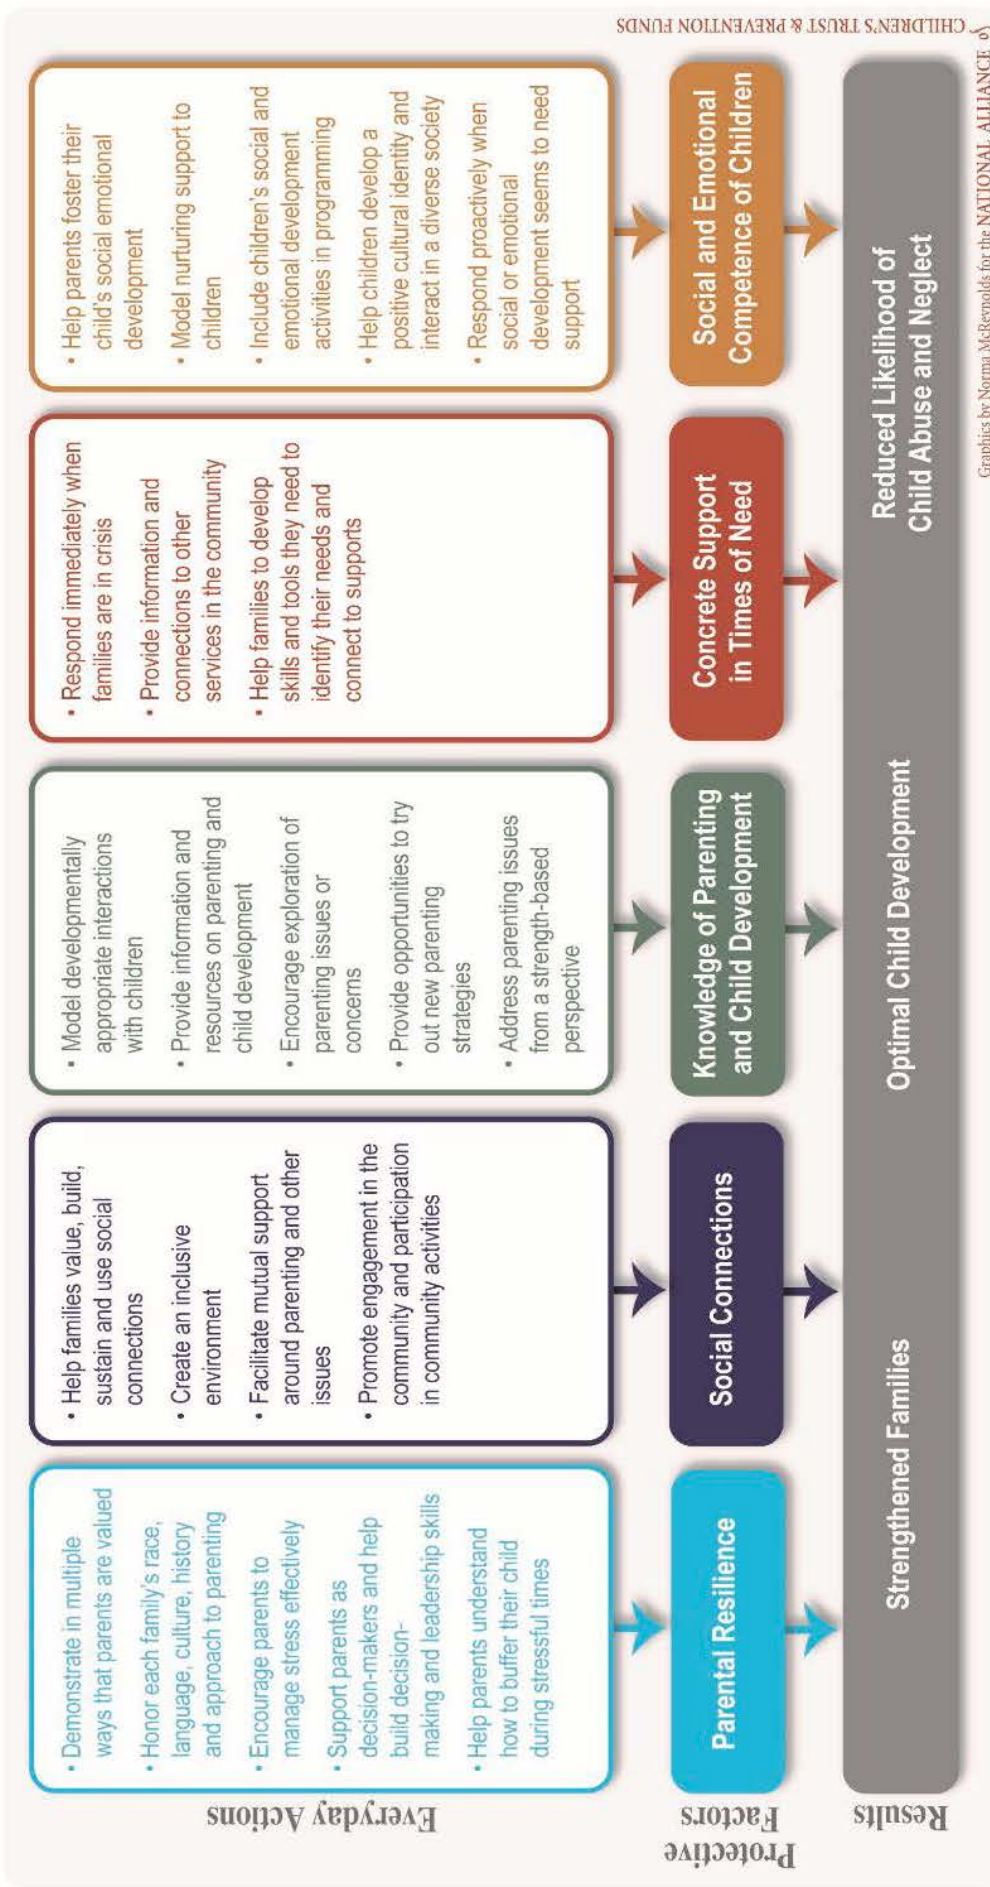 Everyday Actions
• Demonstrate in multiple
ways that parents are valued
• Honor each family's race,
language, culture, history
and approach to parenting
• Encourage parents to
manage stress effectively
• Support parents as
decision-makers and help
build decision-
making and leadership skills
• Help parents understand
how to buffer their child
during stressful times
• Help families value, build,
sustain and use social
connections
• Create an inclusive
environment
• Facilitate mutual support
around parenting and other
issues
• Promote engagement in the
community and participation
in community activities
• Model developmentally
appropriate interactions
with children
• Provide information and
resources on parenting and
child development
• Encourage exploration of
parenting issues or
concerns
• Provide opportunities to try
out new parenting
strategies
• Address parenting issues
from a strength-based
perspective
• Respond immediately when
families are in crisis
• Provide information and
connections to other
services in the community
• Help families to develop
skills and tools they need to
identify their needs and
connect to supports
• Help parents foster their
child's social emotional
development
• Model nurturing support to
children
• Include children's social and
emotional development
activities in programming
• Help children develop a
positive cultural identity and
interact in a diverse society
• Respond proactively when
social or emotional
development seems to need
support
Protective
Factors
Parental Resilience
Social Connections
Knowledge of Parenting
and Child Development
Concrete Support
in Times of Need
Social and Emotional
Competence of Children
Results
Strengthened Families
Optimal Child Development
Reduced Likelihood of
Child Abuse and Neglect
Graphics by Norma McReynolds for the NATIONAL ALLIANCE of
CHILDREN'S TRUST & PREVENTION FUNDS